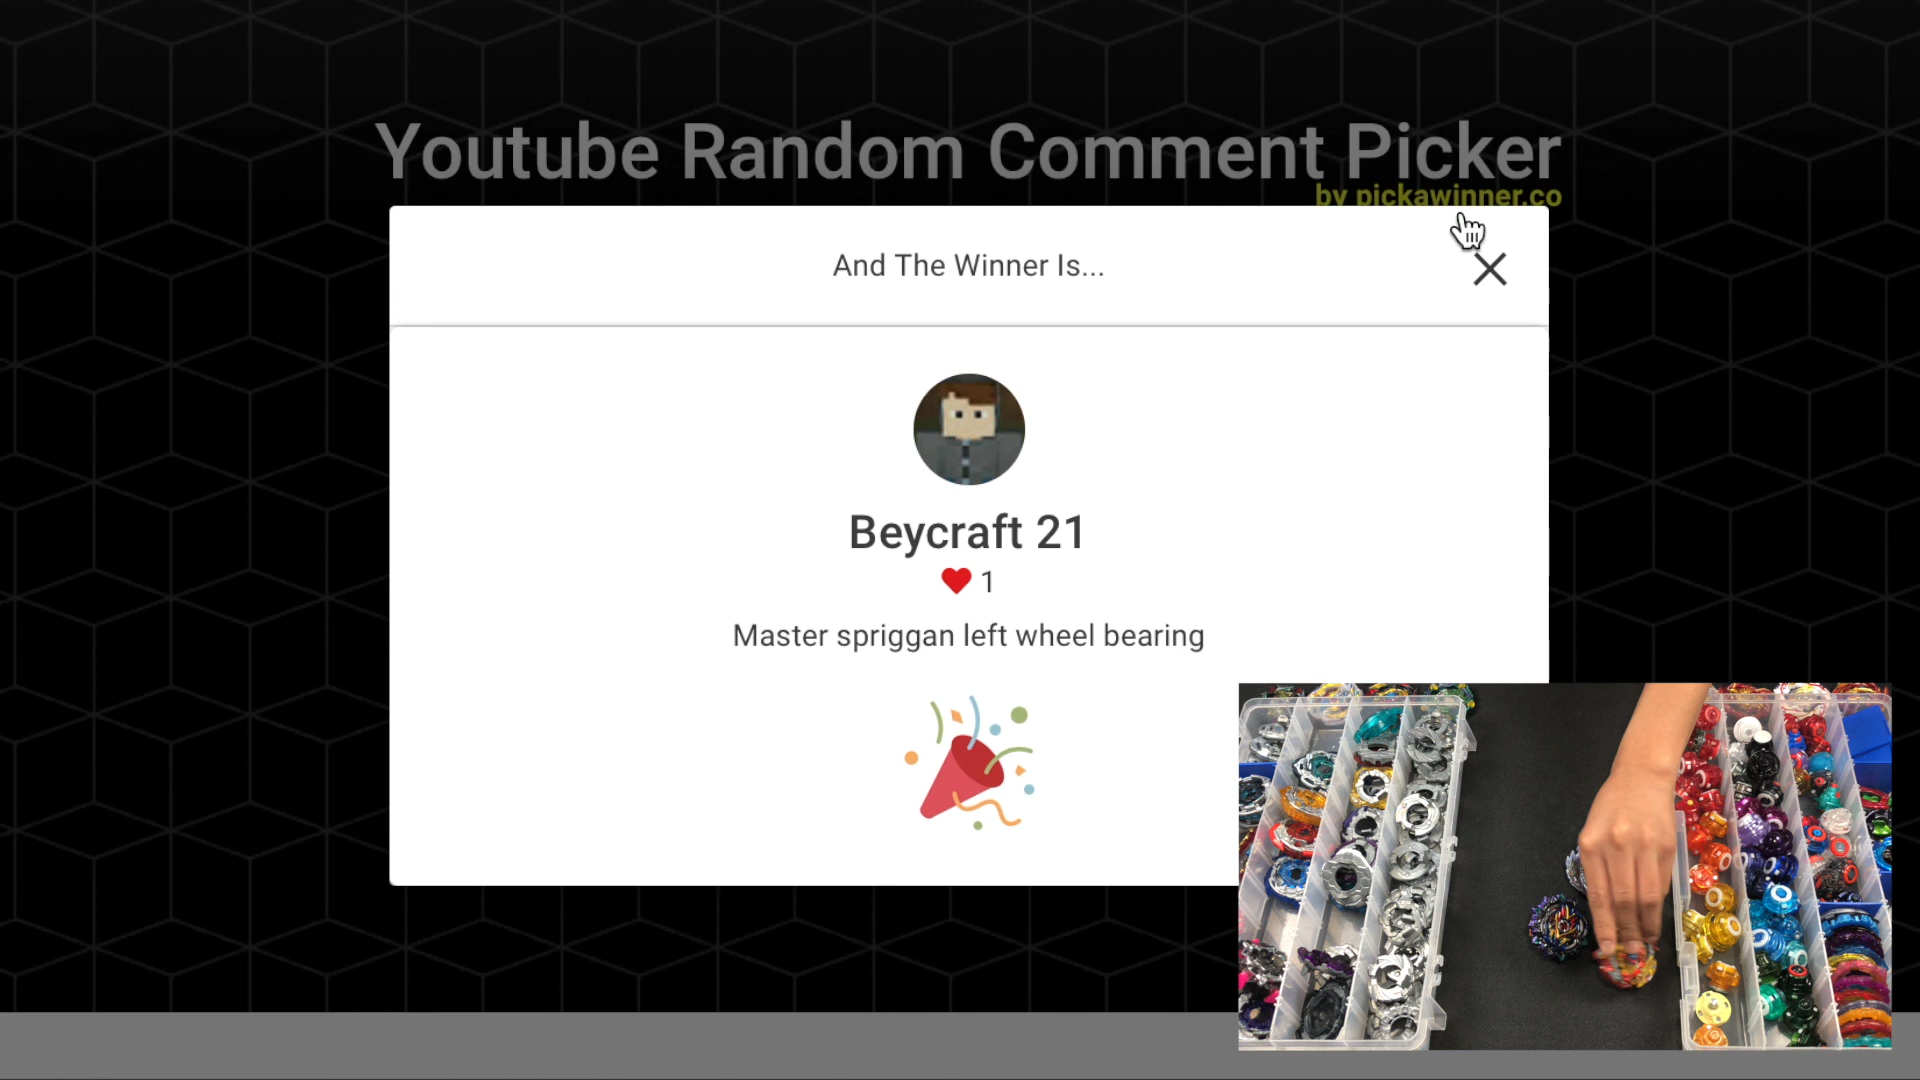 Youtube Random Comment Picker
by pickawinner.co
And The Winner Is...
Beycraft 21
1
Master spriggan left wheel bearing